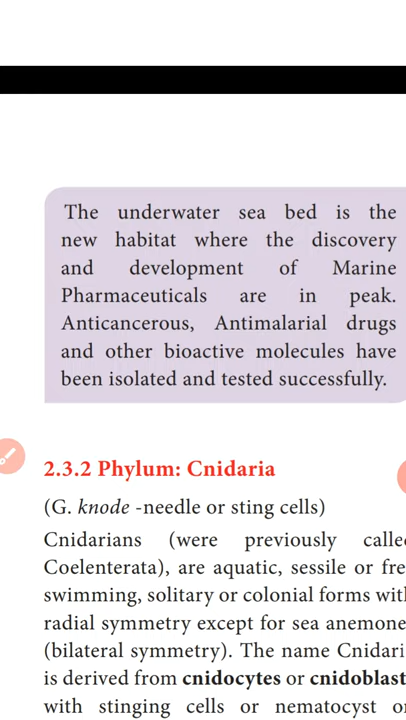 The underwater sea bed is the
new habitat where the discovery
and development of Marine
Pharmaceuticals are in peak.
Anticancerous, Antimalarial drugs
and other bioactive molecules have
been isolated and tested successfully.
2.3.2 Phylum: Cnidaria
(G. knode -needle or sting cells)
Cnidarians (were previously calle
Coelenterata), are aquatic, sessile or fre
swimming, solitary or colonial forms with
radial symmetry except for sea anemone
(bilateral symmetry). The name Cnidari
is derived from cnidocytes or cnidoblast
with stinging cells or nematocyst o